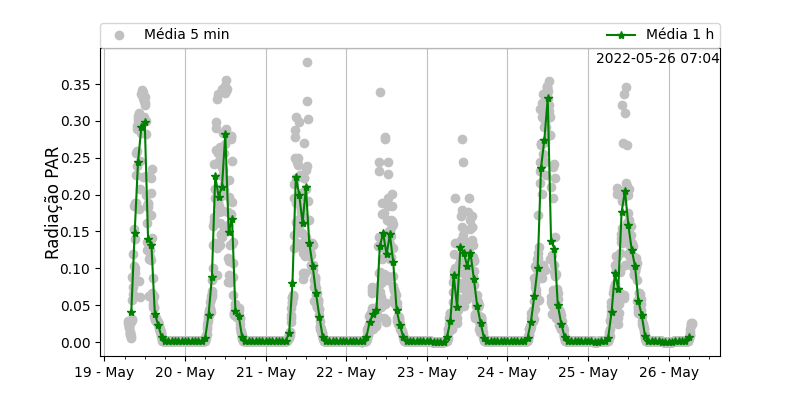 Média 5 min
Média 1 h
2022-05-26 07:04
Radiação PAR
0.35
0.30
0.25
0.20
0.15
0.10
0.05
0.00
19 - May
20 - May
21 - May
22 - May
23 - May
24 - May
25 - May
26 - May